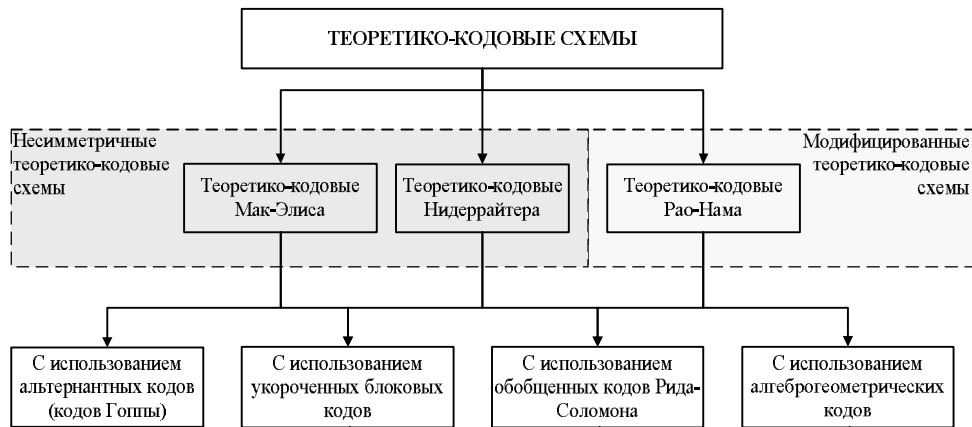 ТЕОРЕТИКО-КОДОВЫЕ СХЕМЫ
Несимметричные
теоретико-кодовые
схемы
Модифицированные
теоретико-кодовые
схемы
Теоретико-кодовые
Мак-Элиса
Теоретико-кодовые
Нидеррайтера
Теоретико-кодовые
Рао-Нама
С использованием
альтернантных кодов
(кодов Гоппы)
С использованием
укороченных блоковых
кодов
С использованием
обобщенных кодов Рида-
Соломона
С использованием
алгеброгеометрических
кодов